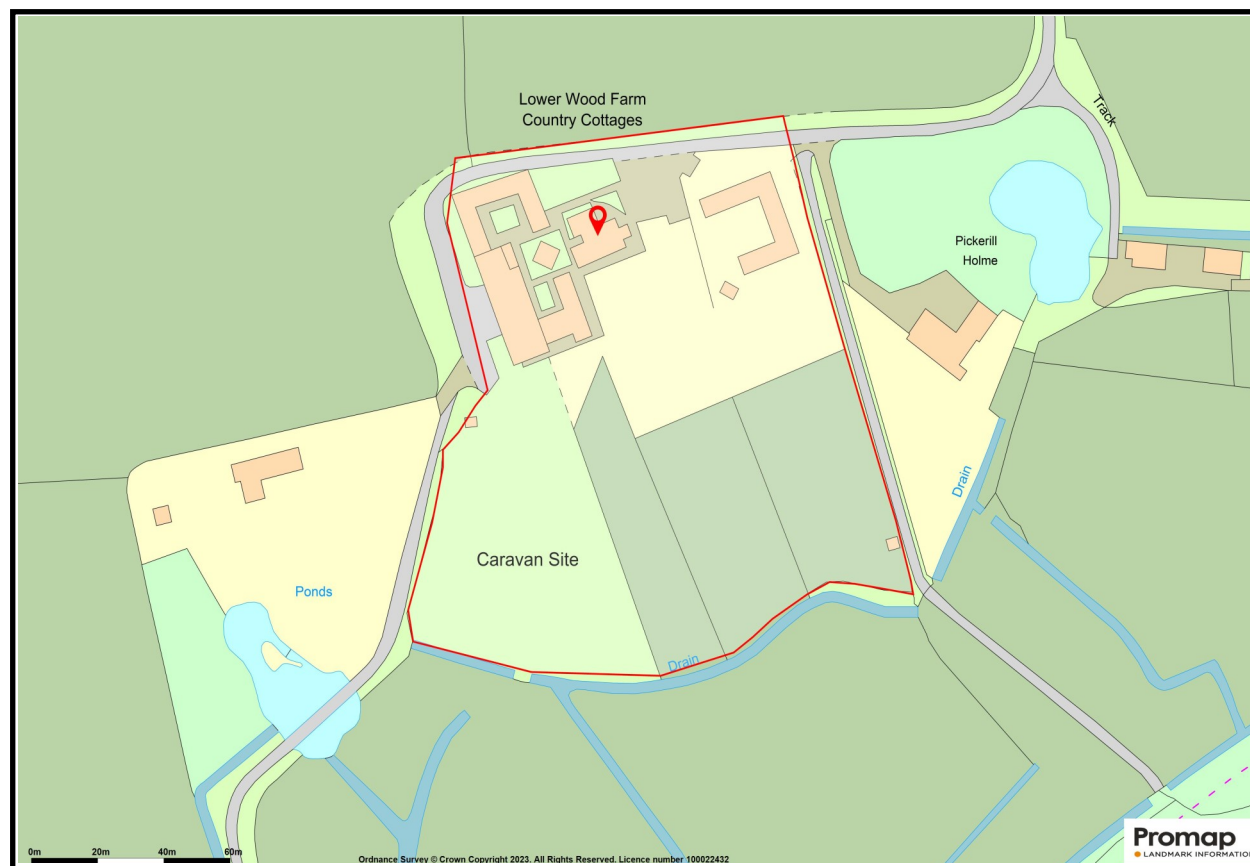 Lower Wood Farm
Country Cottages
Track
Pickerill
Holme
Drain
Caravan Site
Ponds
Drain
0m 20m 40m 60m
Ordnance Survey © Crown Copyright 2023. All Rights Reserved. Licence number 100022432
Promap
LANDMARK INFORMATION